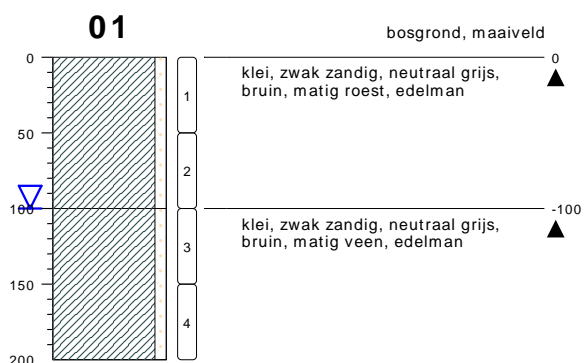 01
bosgrond, maaiveld
0
0
klei, zwak zandig, neutraal grijs,
bruin, matig roest, edelman
1
50
2
100
-100
klei, zwak zandig, neutraal grijs,
bruin, matig veen, edelman
3
150
4
200